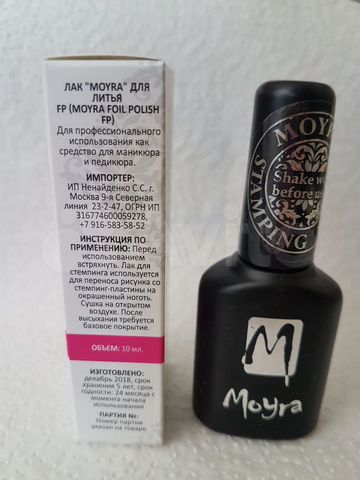 ЛАК "MOYRA" ДЛЯ
ЛИТЬЯ
FP (MOYRA FOIL POLISH
FP)
Для профессионального
использования как
средство для маникюра
и педикюра.
ИМПОРТЕР:
ИП Ненайденко С.С. г.
Москва 9-я Северная
линия 23-2-47, ОГРН ИП
316774600059278,
+7 916-583-58-52
ИНСТРУКЦИЯ ПО
ПРИМЕНЕНИЮ: Перед
использованием
встряхнуть. Лак для
стемпинга используется
для переноса рисунка со
стемпинг-пластины на
окрашенный ноготь.
Сушка на открытом
воздухе. После
высыхания требуется
базовое покрытие.
ОБЪЕМ: 10 мл.
ИЗГОТОВЛЕНО:
декабрь 2018, срок
хранения 5 лет, срок
годности: 24 месяца с
момента начала
использования
ПАРТИЯ №:
Номер партии
указан на товаре.
MOYRA
Shake
before us
STAMPING
M
Moyra